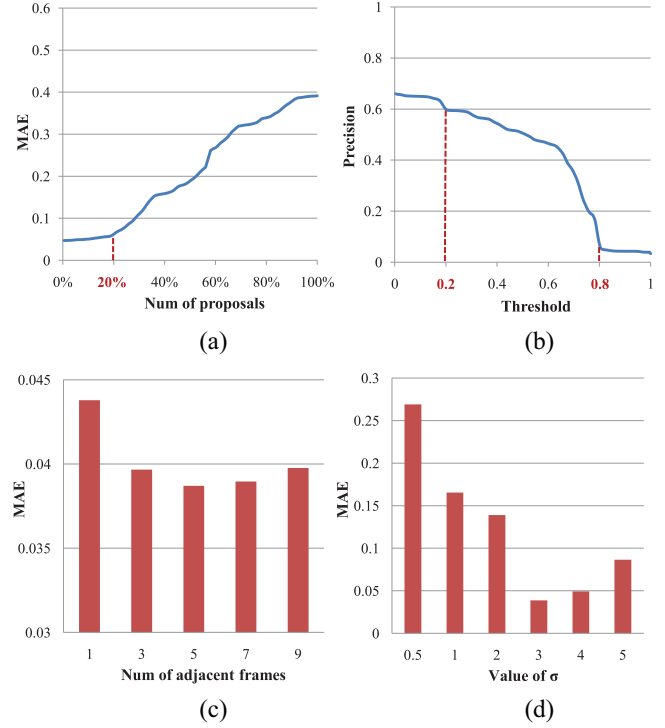 0.6
0.5
0.4
0.3
0.2
0.1
0
MAE
0% 20% 40% 60% 80% 100%
Num of proposals
(a)
1
0.8
0.6
0.4
0.2
0
Precision
0 0.2 0.4 0.6 0.8 1
Threshold
(b)
0.045
0.04
0.035
0.03
MAE
1 3 5 7 9
Num of adjacent frames
(c)
0.3
0.25
0.2
0.15
0.1
0.05
0
MAE
0.5 1 2 3 4 5
Value of σ
(d)